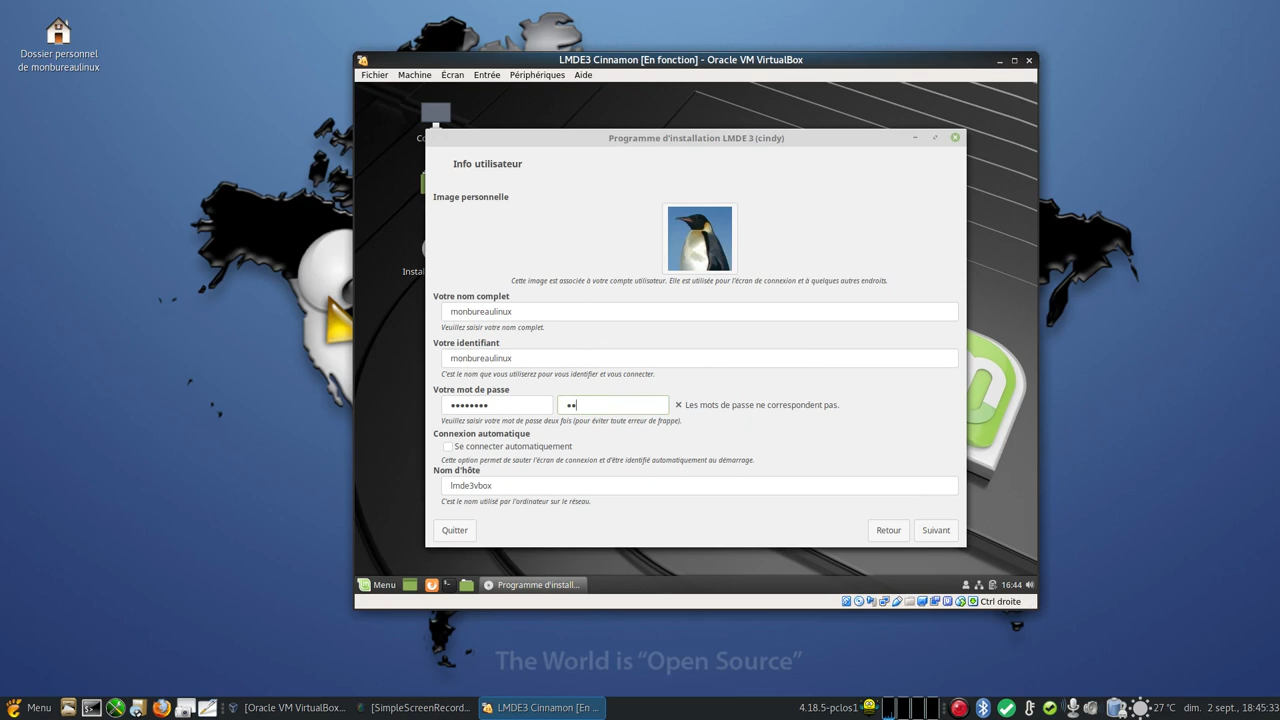 Dossier personnel
de monbureaulinux
LMDE3 Cinnamon [En fonction] - Oracle VM VirtualBox
Fichier Machine Écran Entrée Périphériques Aide
Co
Programme d'installation LMDE 3 (cindy)
Info utilisateur
Image personnelle
Instal
Cette image est associée à votre compte utilisateur. Elle est utilisée pour l'écran de connexion et à quelques autres endroits.
Votre nom complet
monbureaulinux
Veuillez saisir votre nom complet.
Votre identifiant
monbureaulinux
C'est le nom que vous utiliserez pour vous identifier et vous connecter.
Votre mot de passe
•••••••• •• Les mots de passe ne correspondent pas.
Veuillez saisir votre mot de passe deux fois (pour éviter toute erreur de frappe).
Connexion automatique
Se connecter automatiquement
Cette option permet de sauter l'écran de connexion et d'être identifié automatiquement au démarrage.
Nom d'hôte
lmde3vbox
C'est le nom utilisé par l'ordinateur sur le réseau.
Quitter Retour Suivant
Menu Programme d'install... 16:44
Ctrl droite
The World is “Open Source”
Menu [Oracle VM VirtualBox... [SimpleScreenRecord... LMDE3 Cinnamon [En ... 4.18.5-pclos1 27°C dim. 2 sept., 18:45:33